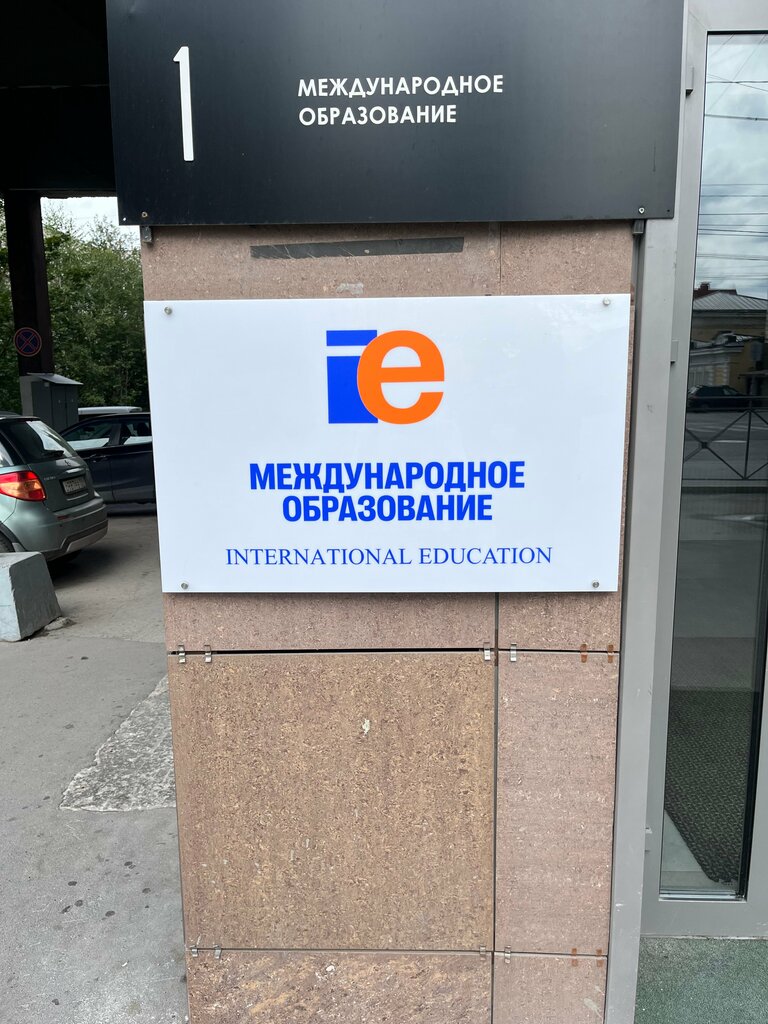 1
МЕЖДУНАРОДНОЕ
ОБРАЗОВАНИЕ
ie
МЕЖДУНАРОДНОЕ
ОБРАЗОВАНИЕ
INTERNATIONAL EDUCATION